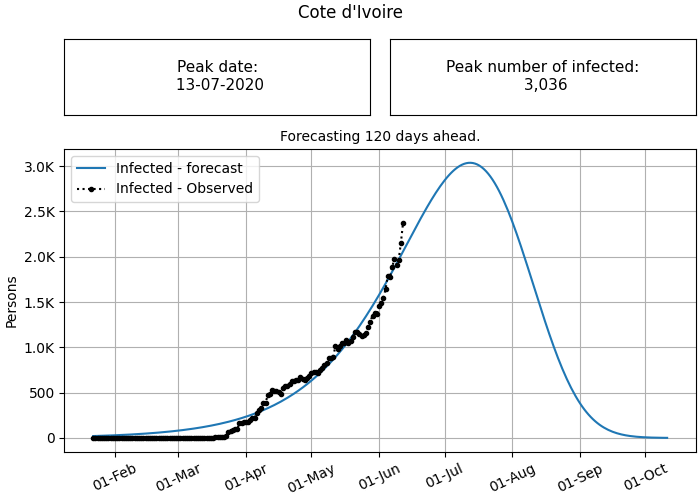 Cote d'Ivoire
Peak date:
13-07-2020
Peak number of infected:
3,036
Forecasting 120 days ahead.
Infected - forecast
Infected - Observed
Persons
3.0K
2.5K
2.0K
1.5K
1.0K
500
0
01-Feb
01-Mar
01-Apr
01-May
01-Jun
01-Jul
01-Aug
01-Sep
01-Oct